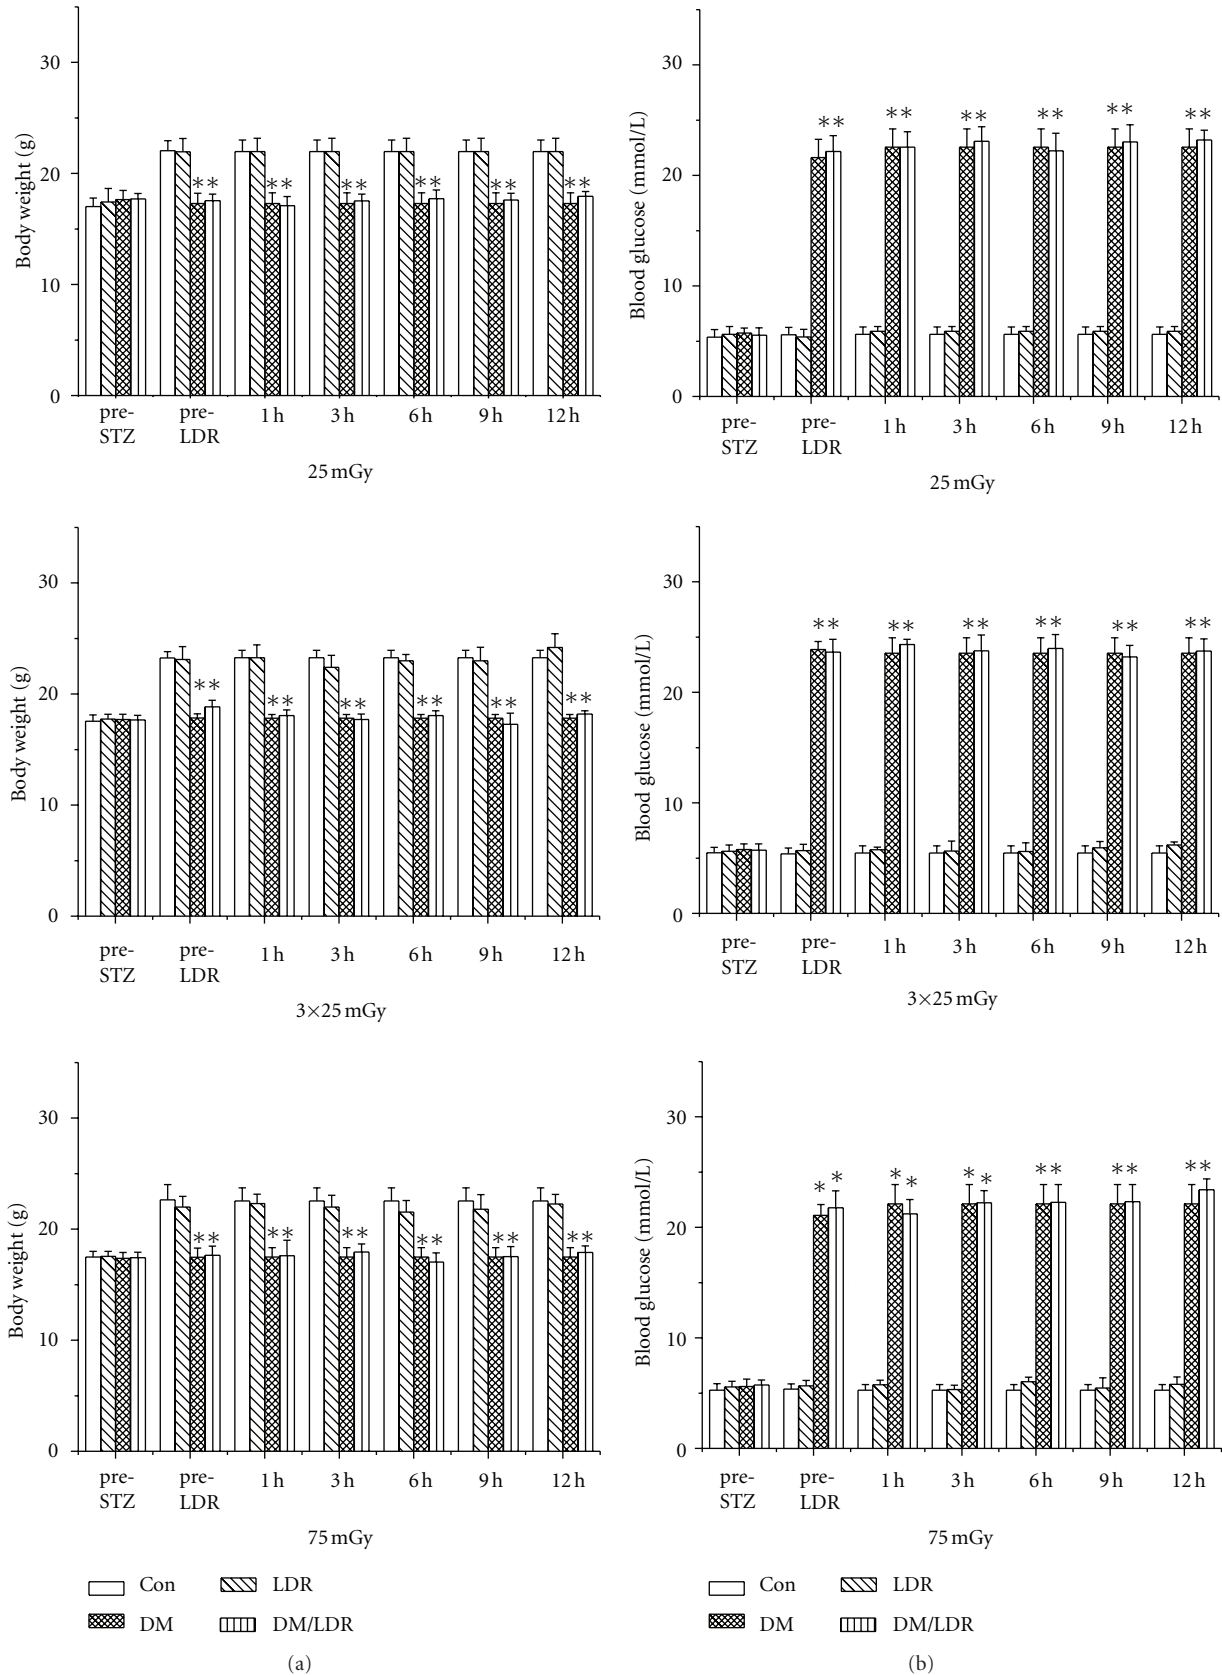 30
20
10
0
Body weight (g)
∗∗ ∗∗ ∗∗ ∗∗ ∗∗ ∗∗
pre-STZ pre-LDR 1 h 3 h 6 h 9 h 12 h
25 mGy
30
20
10
0
Blood glucose (mmol/L)
∗∗ ∗∗ ∗∗ ∗∗ ∗∗ ∗∗
pre-STZ pre-LDR 1 h 3 h 6 h 9 h 12 h
25 mGy
30
20
10
0
Body weight (g)
∗∗ ∗∗ ∗∗ ∗∗ ∗∗ ∗∗
pre-STZ pre-LDR 1 h 3 h 6 h 9 h 12 h
3×25 mGy
30
20
10
0
Blood glucose (mmol/L)
∗∗ ∗∗ ∗∗ ∗∗ ∗∗ ∗∗
pre-STZ pre-LDR 1 h 3 h 6 h 9 h 12 h
3×25 mGy
30
20
10
0
Body weight (g)
∗∗ ∗∗ ∗∗ ∗∗ ∗∗ ∗∗
pre-STZ pre-LDR 1 h 3 h 6 h 9 h 12 h
75 mGy
Con LDR
DM DM/LDR
(a)
30
20
10
0
Blood glucose (mmol/L)
∗ ∗ ∗ ∗ ∗ ∗ ∗∗ ∗∗ ∗∗
pre-STZ pre-LDR 1 h 3 h 6 h 9 h 12 h
75 mGy
Con LDR
DM DM/LDR
(b)